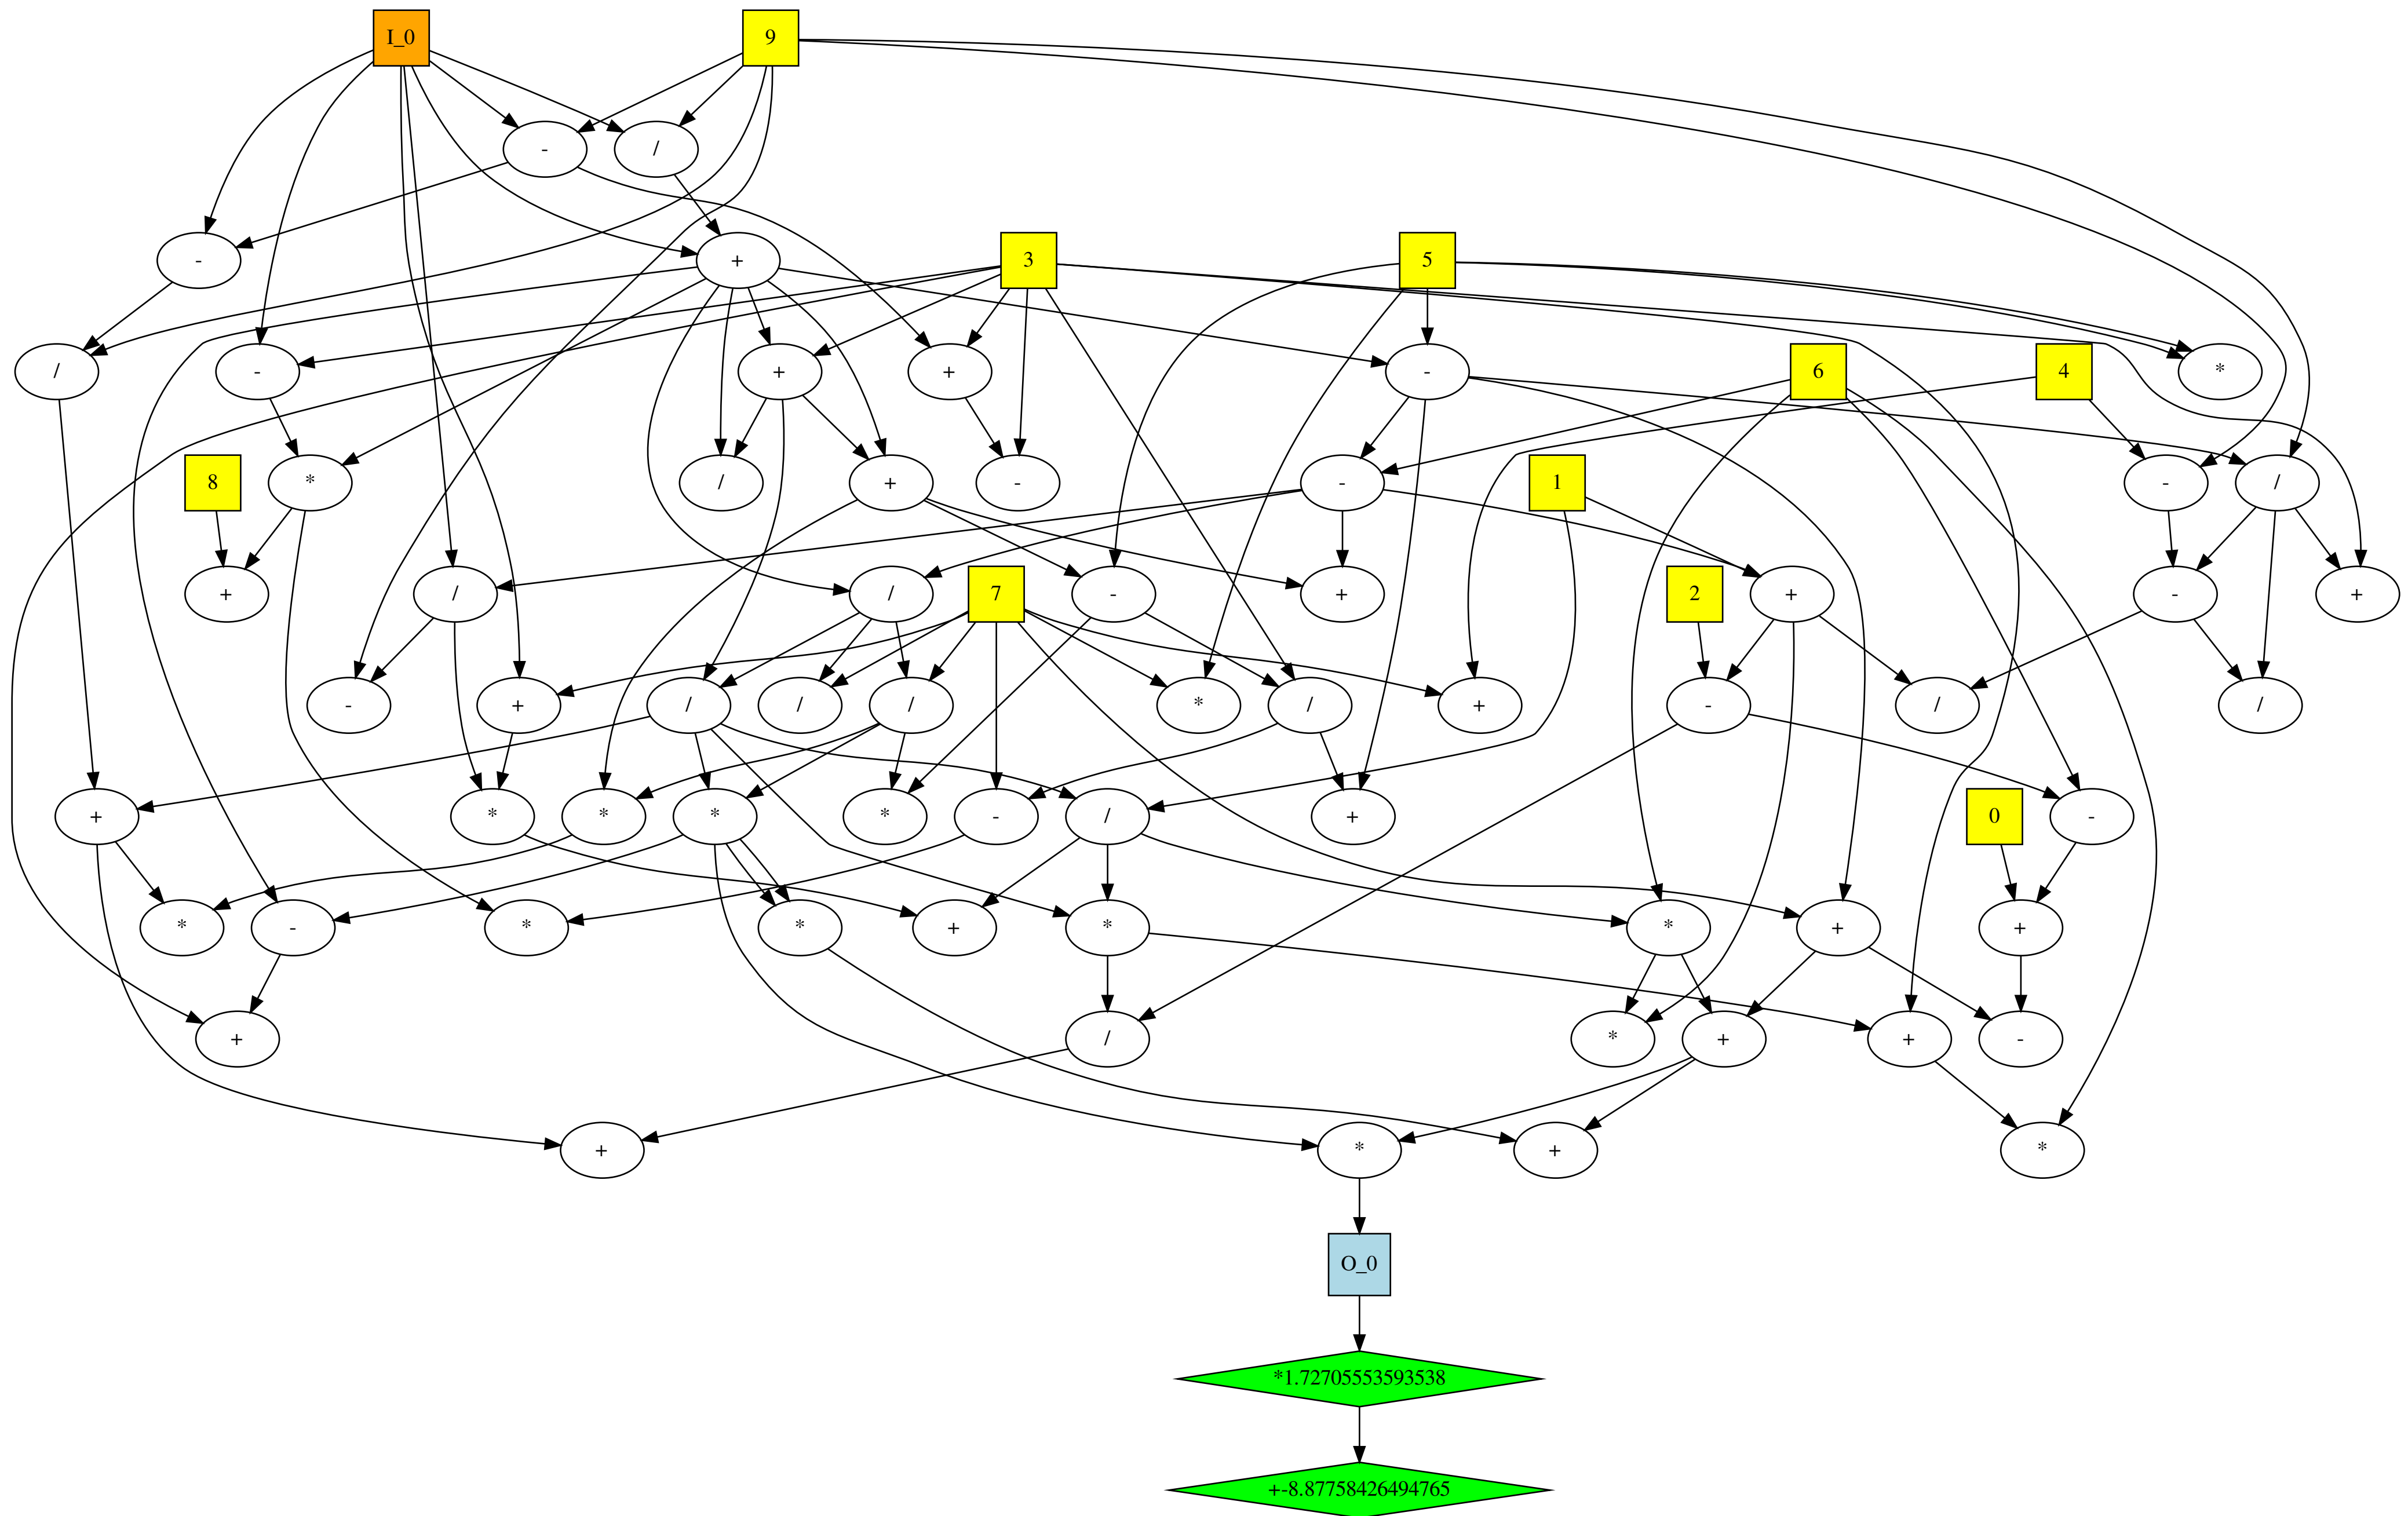 I_0 9
- /
- + 3 5
/ - + + - 6 4 *
8 * / + - - 1 - /
+ / / 7 - + 2 + - +
- + / / / * / + - / /
+ * * * * - / + 0 -
* - * * + * * + +
+ / * + + -
+ * + *
O_0
*1.72705553593538
+-8.87758426494765